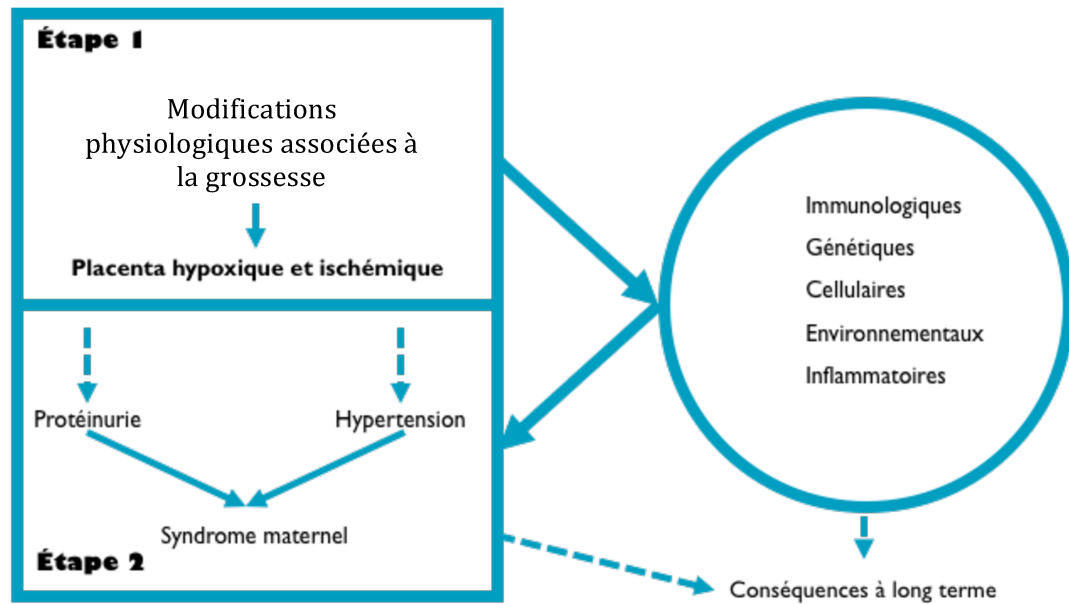 Étape 1
Modifications
physiologiques associées à
la grossesse
Placenta hypoxique et ischémique
Protéinurie
Hypertension
Syndrome maternel
Étape 2
Immunologiques
Génétiques
Cellulaires
Environnementaux
Inflammatoires
Conséquences à long terme